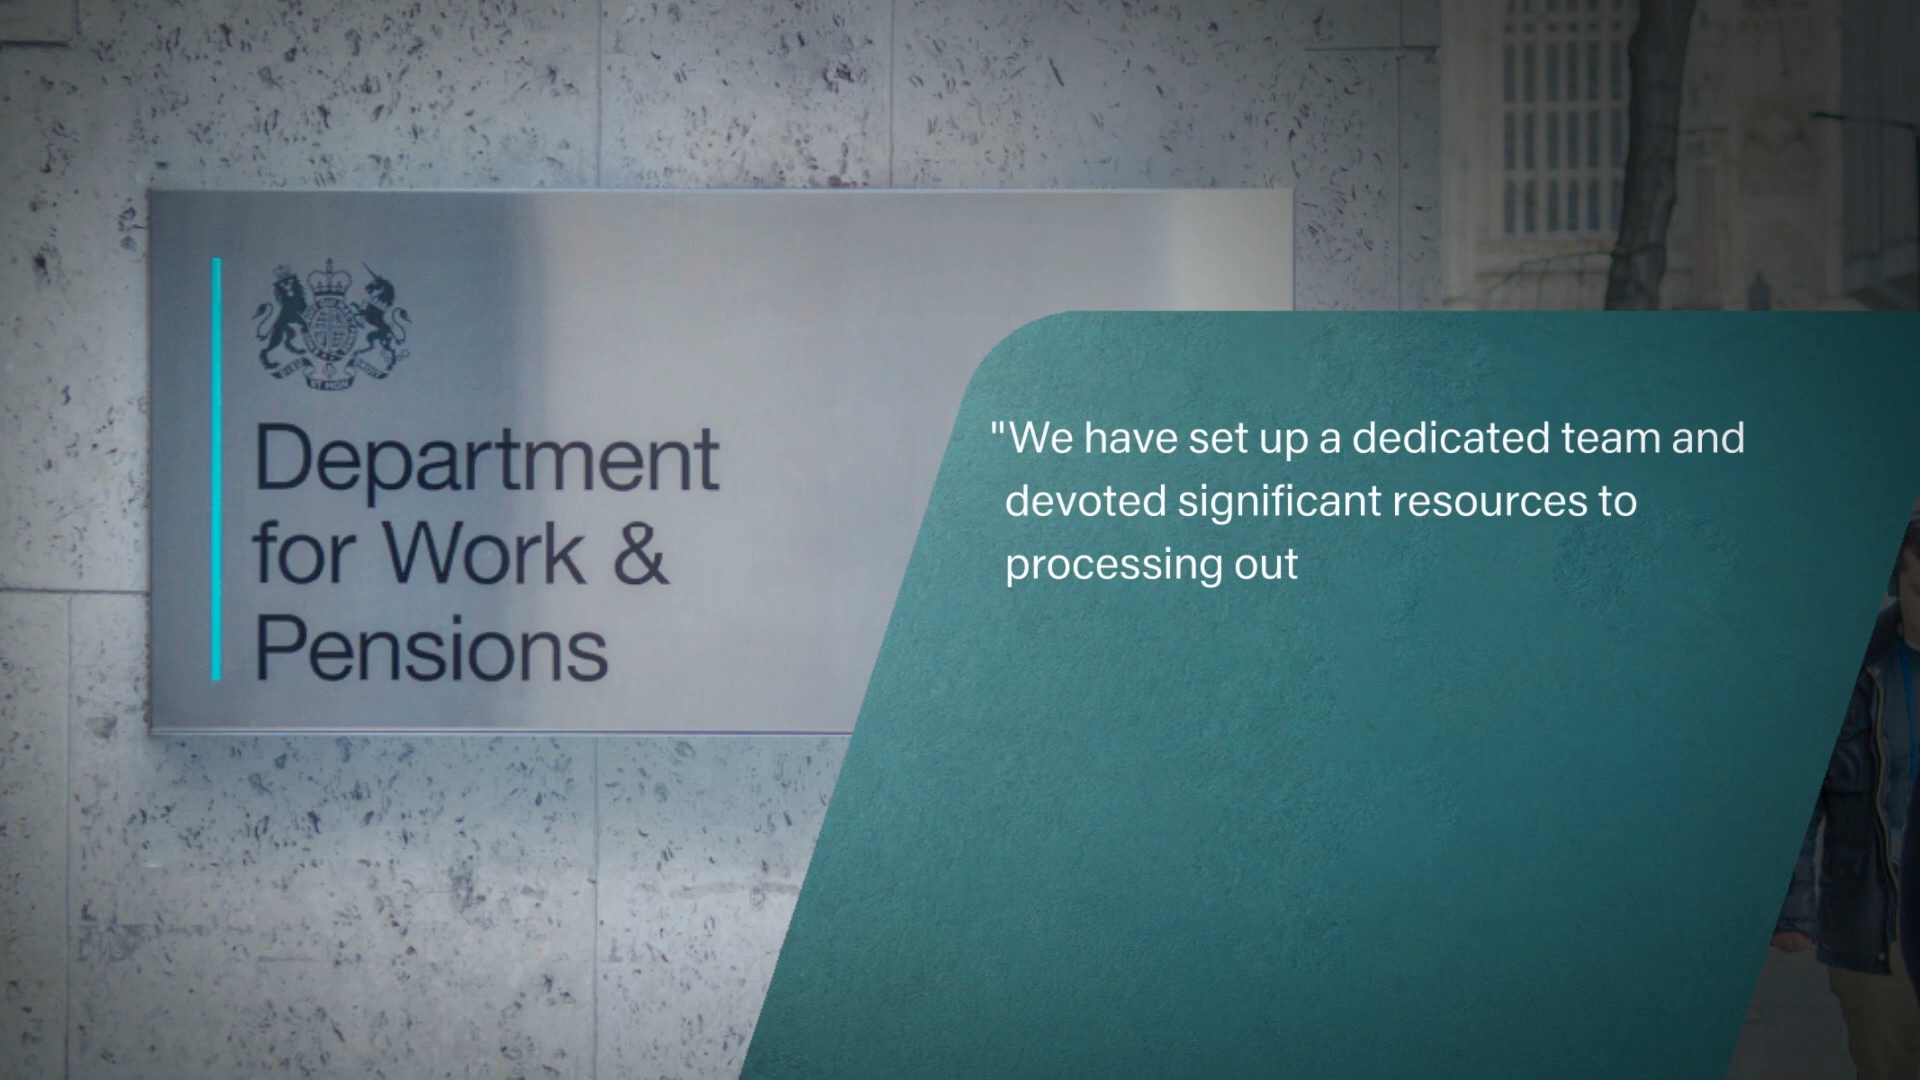 Department
for Work &
Pensions
"We have set up a dedicated team and
devoted significant resources to
processing out